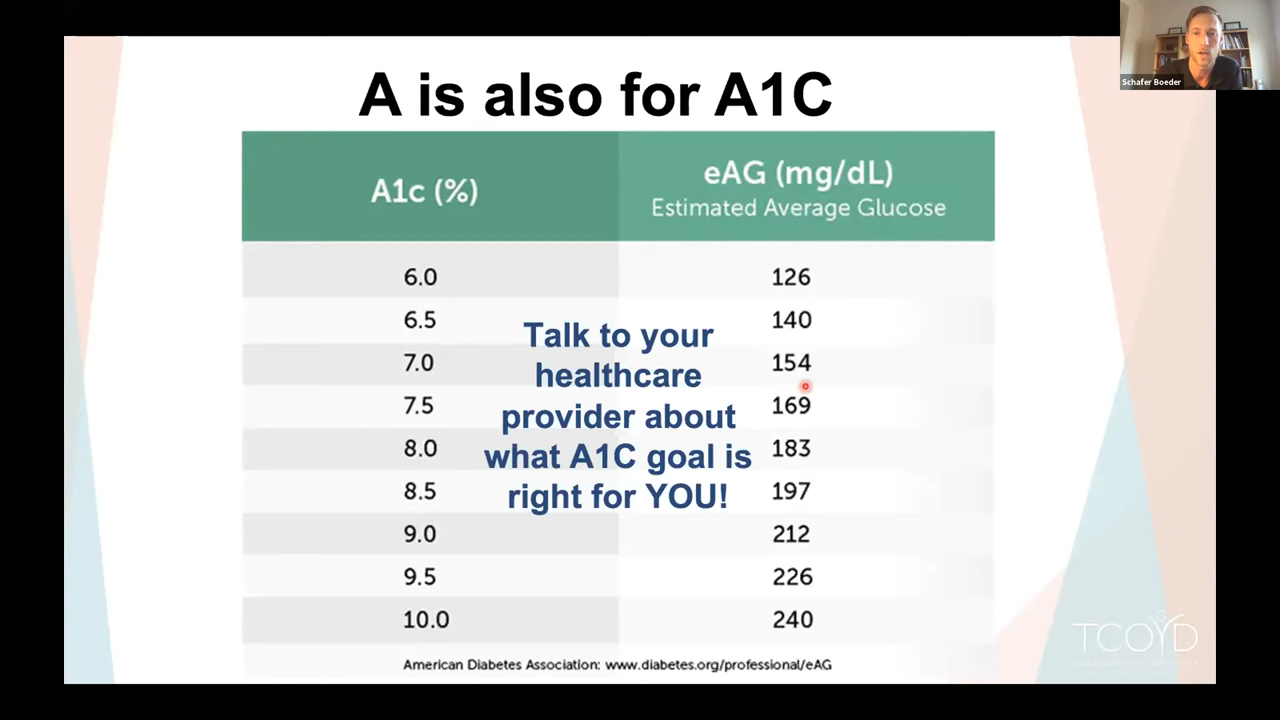 Schafer Boeder
A is also for A1C
A1c (%)
eAG (mg/dL)
Estimated Average Glucose
6.0 126
6.5 140
7.0 154
7.5 169
8.0 183
8.5 197
9.0 212
9.5 226
10.0 240
Talk to your
healthcare
provider about
what A1C goal is
right for YOU!
TCOYD
American Diabetes Association: www.diabetes.org/professional/eAG